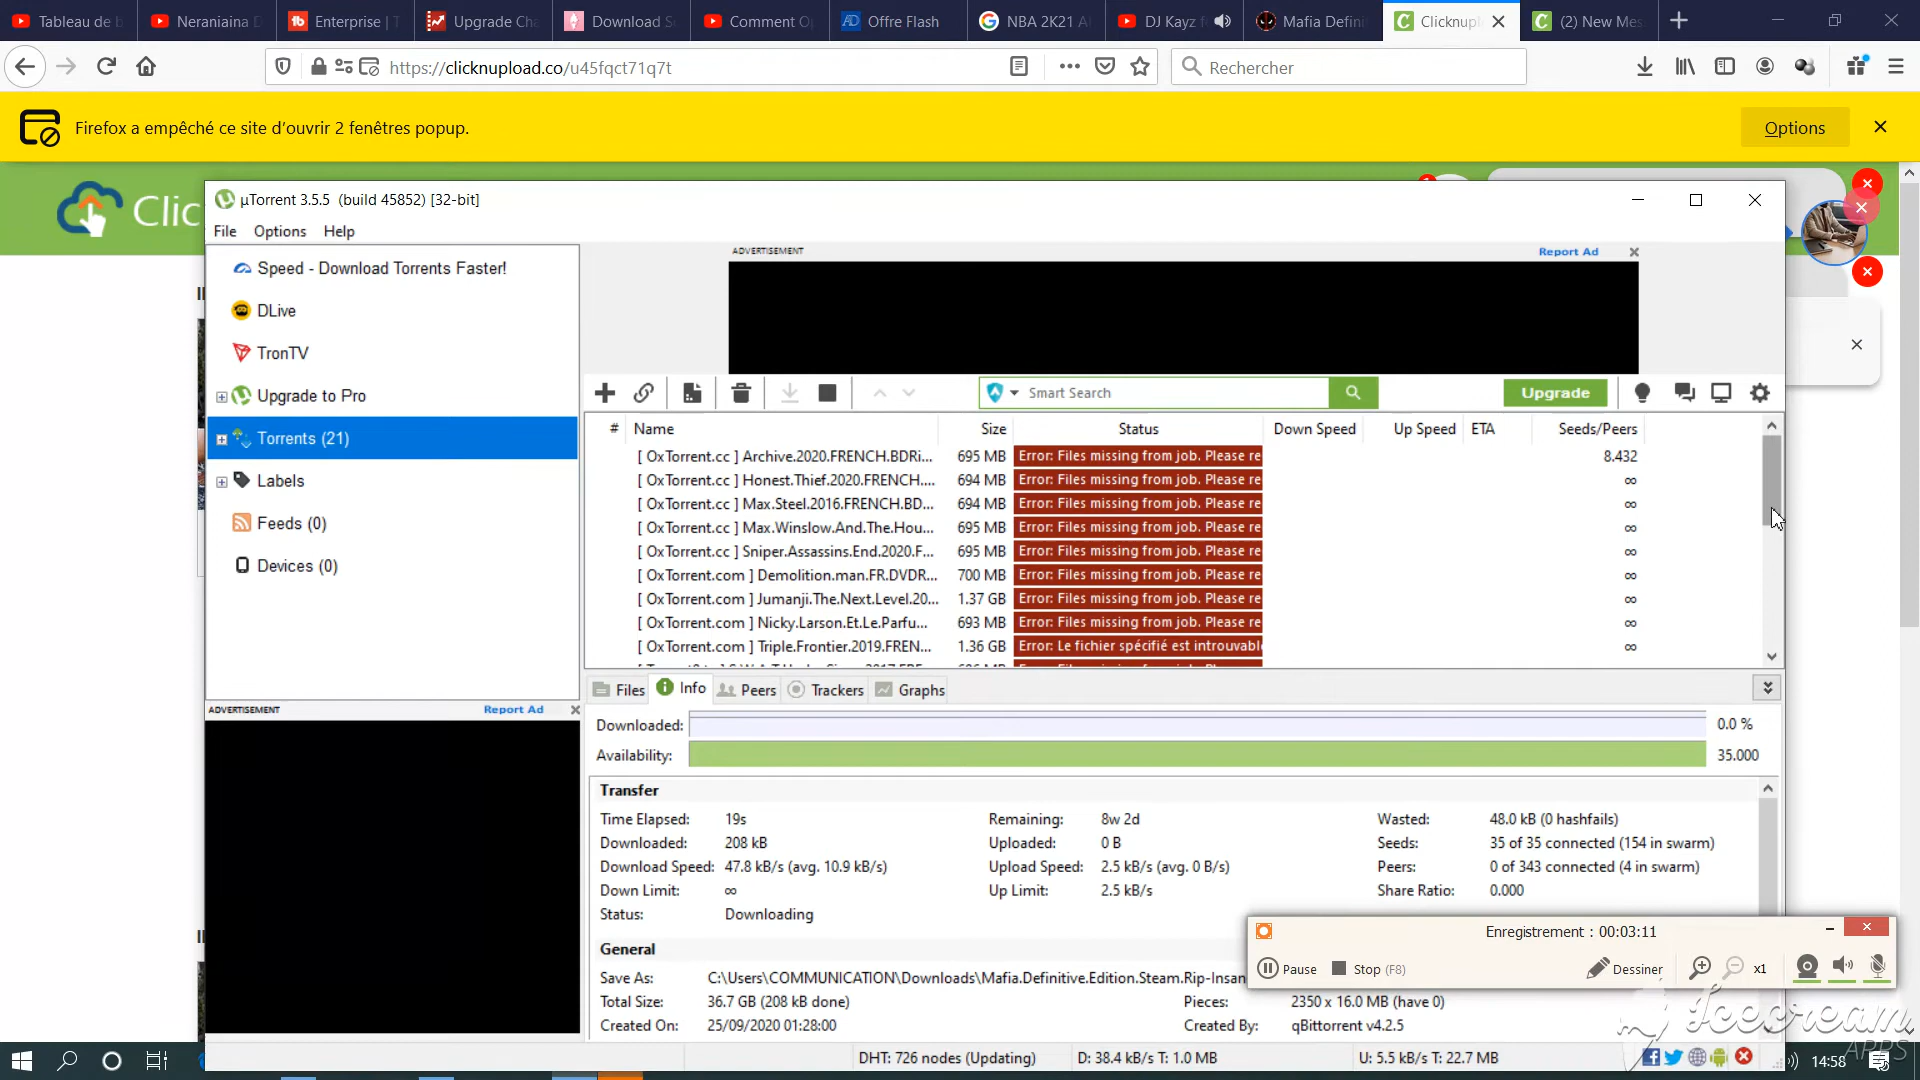 Tableau de b
Neraniaina D
Enterprise | T
Upgrade Cha
Download S
Comment Op
Offre Flash
NBA 2K21 A
DJ Kayz f
Mafia Defini
Clicknupl
(2) New Mes
https://clicknupload.co/u45fqct71q7t
Rechercher
Firefox a empêché ce site d'ouvrir 2 fenêtres popup.
Options
Clic
µTorrent 3.5.5 (build 45852) [32-bit]
File Options Help
Speed - Download Torrents Faster!
DLive
TronTV
Upgrade to Pro
Torrents (21)
Labels
Feeds (0)
Devices (0)
ADVERTISEMENT Report Ad
ADVERTISEMENT Report Ad
Smart Search
Upgrade
# Name Size Status Down Speed Up Speed ETA Seeds/Peers
[ OxTorrent.cc ] Archive.2020.FRENCH.BDRi... 695 MB Error: Files missing from job. Please re 8.432
[ OxTorrent.cc ] Honest.Thief.2020.FRENCH.... 694 MB Error: Files missing from job. Please re ∞
[ OxTorrent.cc ] Max.Steel.2016.FRENCH.BD... 694 MB Error: Files missing from job. Please re ∞
[ OxTorrent.cc ] Max.Winslow.And.The.Hou... 695 MB Error: Files missing from job. Please re ∞
[ OxTorrent.cc ] Sniper.Assassins.End.2020.F... 695 MB Error: Files missing from job. Please re ∞
[ OxTorrent.com ] Demolition.man.FR.DVDR... 700 MB Error: Files missing from job. Please re ∞
[ OxTorrent.com ] Jumanji.The.Next.Level.20... 1.37 GB Error: Files missing from job. Please re ∞
[ OxTorrent.com ] Nicky.Larson.Et.Le.Parfu... 693 MB Error: Files missing from job. Please re ∞
[ OxTorrent.com ] Triple.Frontier.2019.FREN... 1.36 GB Error: Le fichier spécifié est introuvabl ∞
Files Info Peers Trackers Graphs
Downloaded: 0.0 %
Availability: 35.000
Transfer
Time Elapsed: 19s Remaining: 8w 2d Wasted: 48.0 kB (0 hashfails)
Downloaded: 208 kB Uploaded: 0 B Seeds: 35 of 35 connected (154 in swarm)
Download Speed: 47.8 kB/s (avg. 10.9 kB/s) Upload Speed: 2.5 kB/s (avg. 0 B/s) Peers: 0 of 343 connected (4 in swarm)
Down Limit: ∞ Up Limit: 2.5 kB/s Share Ratio: 0.000
Status: Downloading
General
Save As: C:\Users\COMMUNICATION\Downloads\Mafia.Definitive.Edition.Steam.Rip-Insan
Total Size: 36.7 GB (208 kB done) Pieces: 2350 x 16.0 MB (have 0)
Created On: 25/09/2020 01:28:00 Created By: qBittorrent v4.2.5
DHT: 726 nodes (Updating) D: 38.4 kB/s T: 1.0 MB U: 5.5 kB/s T: 22.7 MB
Enregistrement : 00:03:11
Pause Stop (F8) Dessiner x1
Icecream
APPS
14:58